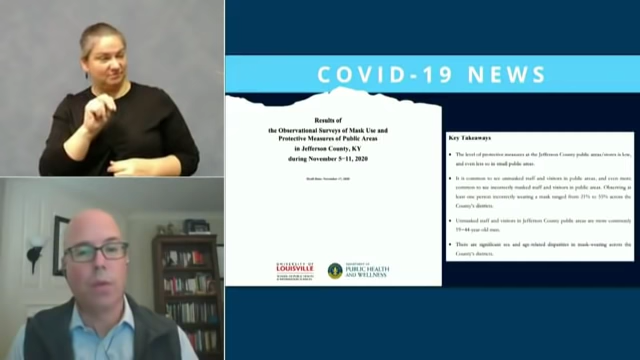 COVID-19 NEWS
Results of
the Observational Surveys of Mask Use and
Protective Measures of Public Areas
in Jefferson County, KY
during November 5-11, 2020
UNIVERSITY OF
LOUISVILLE
DEPARTMENT OF
PUBLIC HEALTH
AND WELLNESS
Key Takeaways
The level of protective measures at the Jefferson County public areas/stores is low,
and even less so in small public areas.
It is common to see unmasked staff and visitors in public areas, and even more
common to see incorrectly masked staff and visitors in public areas. Observing at
least one person incorrectly wearing a mask ranged from to across the
County's districts.
Unmasked staff and visitors in Jefferson County public areas are more commonly
19-44-year-old men.
There are significant sex and age-related disparities in mask-wearing across the
County's districts.